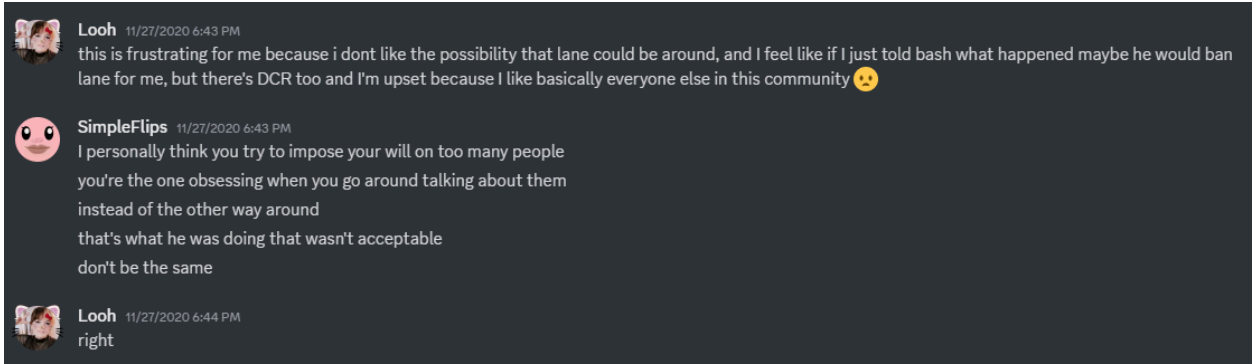 Looh 11/27/2020 6:43 PM
this is frustrating for me because i dont like the possibility that lane could be around, and I feel like if I just told bash what happened maybe he would ban
lane for me, but there's DCR too and I'm upset because I like basically everyone else in this community 😟
SimpleFlips 11/27/2020 6:43 PM
I personally think you try to impose your will on too many people
you're the one obsessing when you go around talking about them
instead of the other way around
that's what he was doing that wasn't acceptable
don't be the same
Looh 11/27/2020 6:44 PM
right